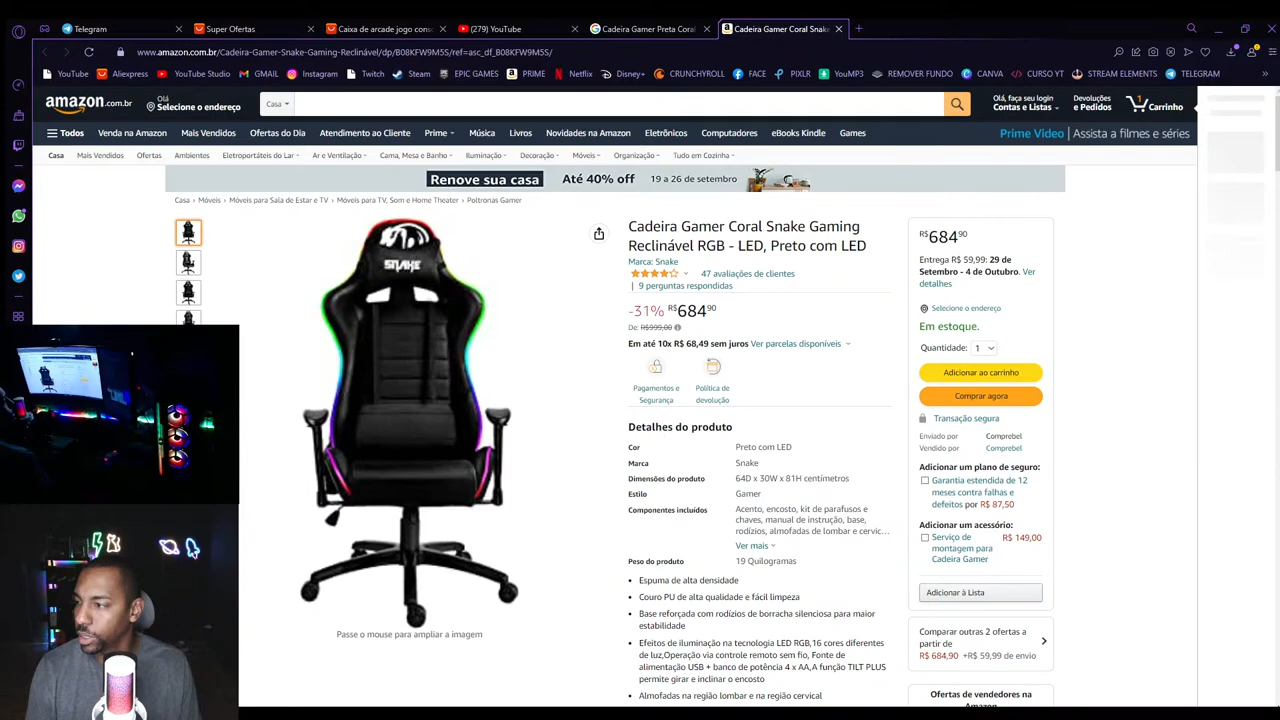 Telegram
Super Ofertas
Caixa de arcade jogo cons
(279) YouTube
Cadeira Gamer Preta Coral
Cadeira Gamer Coral Snake
www.amazon.com.br/Cadeira-Gamer-Snake-Gaming-Reclinável/dp/B08KFW9M5S/ref=asc_df_B08KFW9M5S/
YouTube
Aliexpress
YouTube Studio
GMAIL
Instagram
Twitch
Steam
EPIC GAMES
PRIME
Netflix
Disney+
CRUNCHYROLL
FACE
PIXLR
YouMP3
REMOVER FUNDO
CANVA
CURSO YT
STREAM ELEMENTS
TELEGRAM
amazon.com.br
Olá
Selecione o endereço
Casa
Olá, faça seu login
Contas e Listas
Devoluções
e Pedidos
1
Carrinho
Todos
Venda na Amazon
Mais Vendidos
Ofertas do Dia
Atendimento ao Cliente
Prime
Música
Livros
Novidades na Amazon
Eletrônicos
Computadores
eBooks Kindle
Games
Prime Video | Assista a filmes e séries
Casa
Mais Vendidos
Ofertas
Ambientes
Eletroportáteis do Lar
Ar e Ventilação
Cama, Mesa e Banho
Iluminação
Decoração
Móveis
Organização
Tudo em Cozinha
Renove sua casa
Até 40% off
19 a 26 de setembro
Casa › Móveis › Móveis para Sala de Estar e TV › Móveis para TV, Som e Home Theater › Poltronas Gamer
SNAKE
Passe o mouse para ampliar a imagem
Cadeira Gamer Coral Snake Gaming
Reclinável RGB - LED, Preto com LED
Marca: Snake
47 avaliações de clientes
| 9 perguntas respondidas
-31% R$68490
De: R$999,00
Em até 10x R$ 68,49 sem juros Ver parcelas disponíveis
Pagamentos e
Segurança
Política de
devolução
Detalhes do produto
Cor Preto com LED
Marca Snake
Dimensões do produto 64D x 30W x 81H centímetros
Estilo Gamer
Componentes incluídos Acento, encosto, kit de parafusos e
chaves, manual de instrução, base,
rodízios, almofadas de lombar e cervic...
Ver mais
Peso do produto 19 Quilogramas
• Espuma de alta densidade
• Couro PU de alta qualidade e fácil limpeza
• Base reforçada com rodízios de borracha silencioso para maior
estabilidade
• Efeitos de iluminação na tecnologia LED RGB,16 cores diferentes
de luz,Operação via controle remoto sem fio, Fonte de
alimentação USB + banco de potência 4 x AA,A função TILT PLUS
permite girar e inclinar o encosto
• Almofadas na região lombar e na região cervical
R$68490
Entrega R$ 59,99: 29 de
Setembro - 4 de Outubro. Ver
detalhes
Selecione o endereço
Em estoque.
Quantidade: 1
Adicionar ao carrinho
Comprar agora
Transação segura
Enviado por Comprebel
Vendido por Comprebel
Adicionar um plano de seguro:
Garantia estendida de 12
meses contra falhas e
defeitos por R$ 87,50
Adicionar um acessório:
Serviço de R$ 149,00
montagem para
Cadeira Gamer
Adicionar à Lista
Comparar outras 2 ofertas a
partir de
R$ 684,90 +R$ 59,99 de envio
Ofertas de vendedores na
Amazon